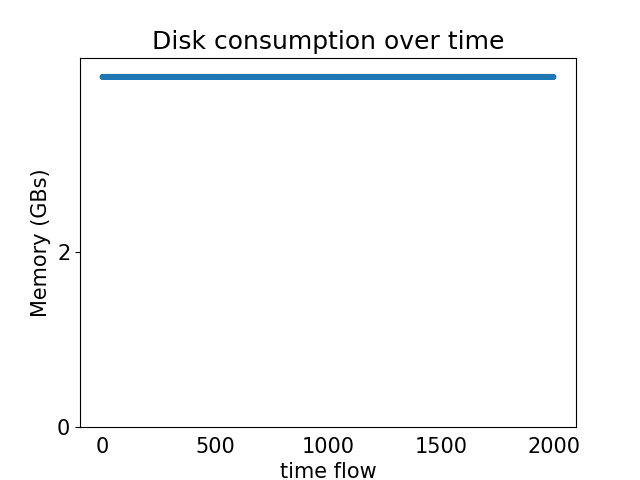 Disk consumption over time
Memory (GBs)
2
0
0 500 1000 1500 2000
time flow